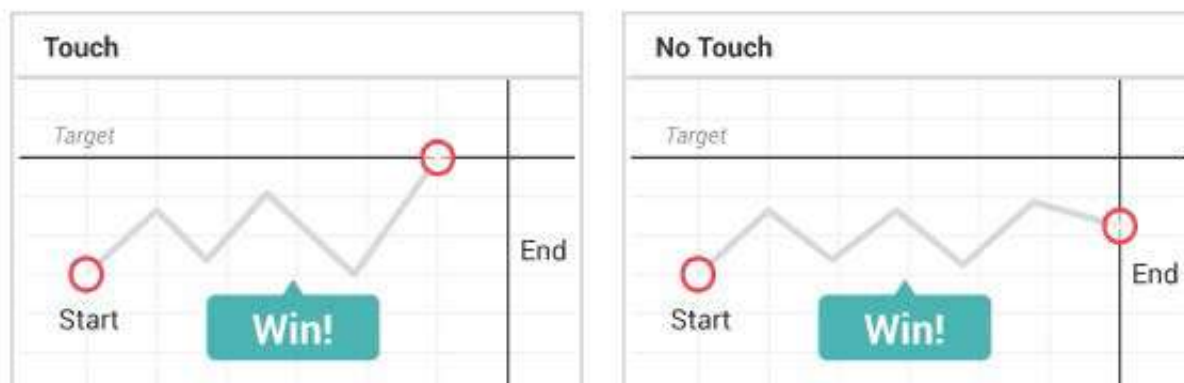 Touch
Target
End
Start
Win!
No Touch
Target
End
Start
Win!